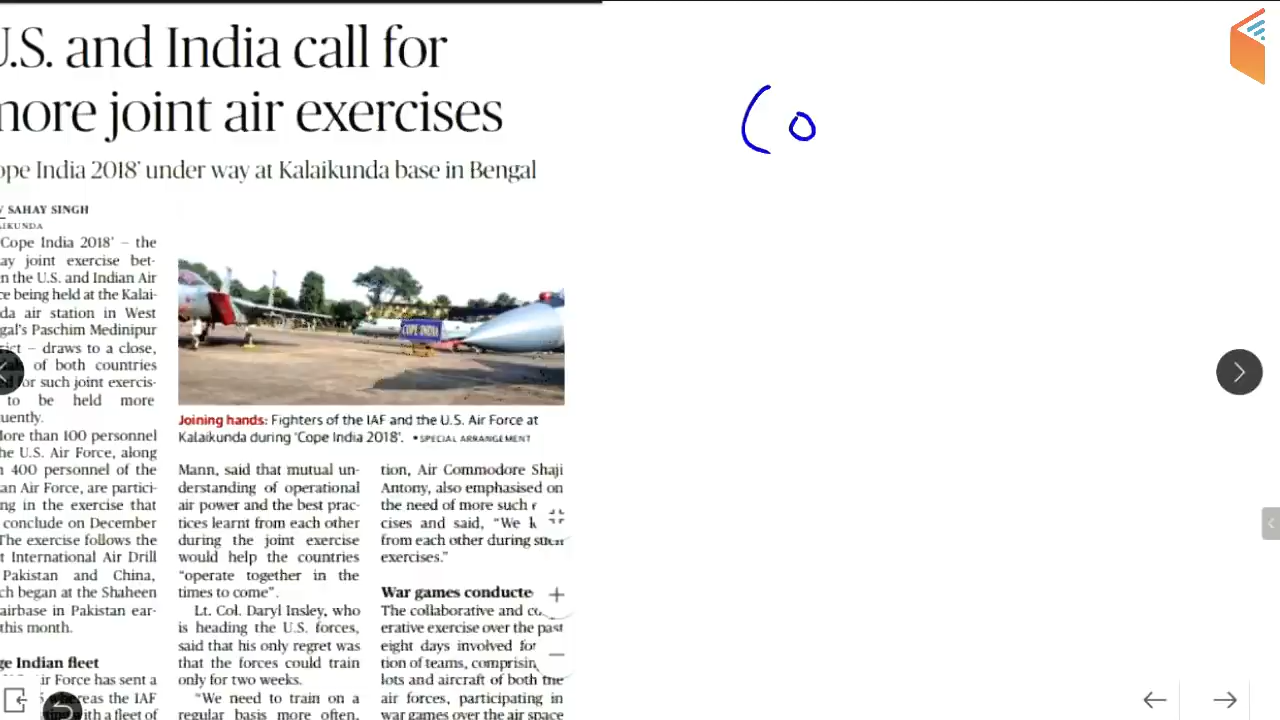 U.S. and India call for
more joint air exercises
Cope India 2018' under way at Kalaikunda base in Bengal
SAHAY SINGH
AIKUNDA
Cope India 2018' – the
ay joint exercise bet-
n the U.S. and Indian Air
ce being held at the Kalai-
da air station in West
gal's Paschim Medinipur
rict – draws to a close,
of both countries
ed for such joint exercis-
to be held more
uently.
More than 100 personnel
he U.S. Air Force, along
n 400 personnel of the
an Air Force, are partici-
ng in the exercise that
conclude on December
The exercise follows the
t International Air Drill
Pakistan and China,
ch began at the Shaheen
airbase in Pakistan ear-
this month.
ge Indian fleet
ir Force has sent a
whereas the IAF
ting with a fleet of
COPE INDIA
Joining hands: Fighters of the IAF and the U.S. Air Force at
Kalaikunda during 'Cope India 2018'. • SPECIAL ARRANGEMENT
Mann, said that mutual un-
derstanding of operational
air power and the best prac-
tices learnt from each other
during the joint exercise
would help the countries
“operate together in the
times to come”.
Lt. Col. Daryl Insley, who
is heading the U.S. forces,
said that his only regret was
that the forces could train
only for two weeks.
“We need to train on a
regular basis more often,
tion, Air Commodore Shaji
Antony, also emphasised on
the need of more such
cises and said, “We
from each other during such
exercises.”
War games conducte
The collaborative and co
erative exercise over the past
eight days involved for
tion of teams, comprisin
lots and aircraft of both the
air forces, participating in
war games over the air space
Co